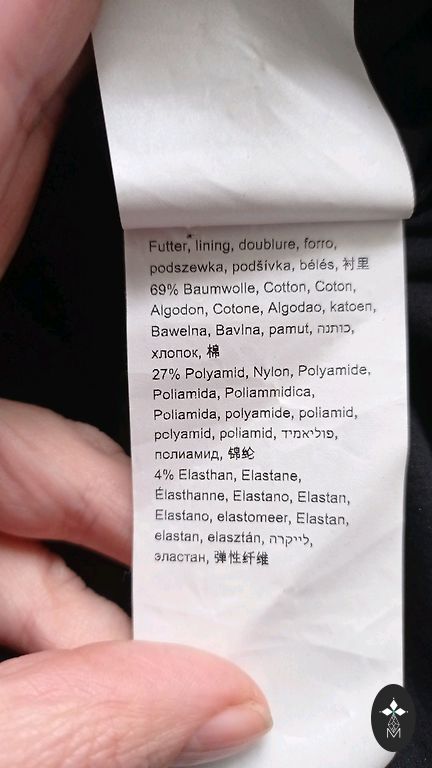 Futter, lining, doublure, forro,
podszewka, podšívka, bélés, 衬里
69% Baumwolle, Cotton, Coton,
Algodon, Cotone, Algodao, katoen,
Bawelna, Bavlna, pamut, כותנה,
хлопок, 棉
27% Polyamid, Nylon, Polyamide,
Poliamida, Poliammidica,
Poliamida, polyamide, poliamid,
polyamid, poliamid, פוליאמיד,
полиамид, 锦纶
4% Elasthan, Elastane,
Élasthanne, Elastano, Elastan,
Elastano, elastomeer, Elastan,
elastan, elasztán, לייקרה,
эластан, 弹性纤维
M